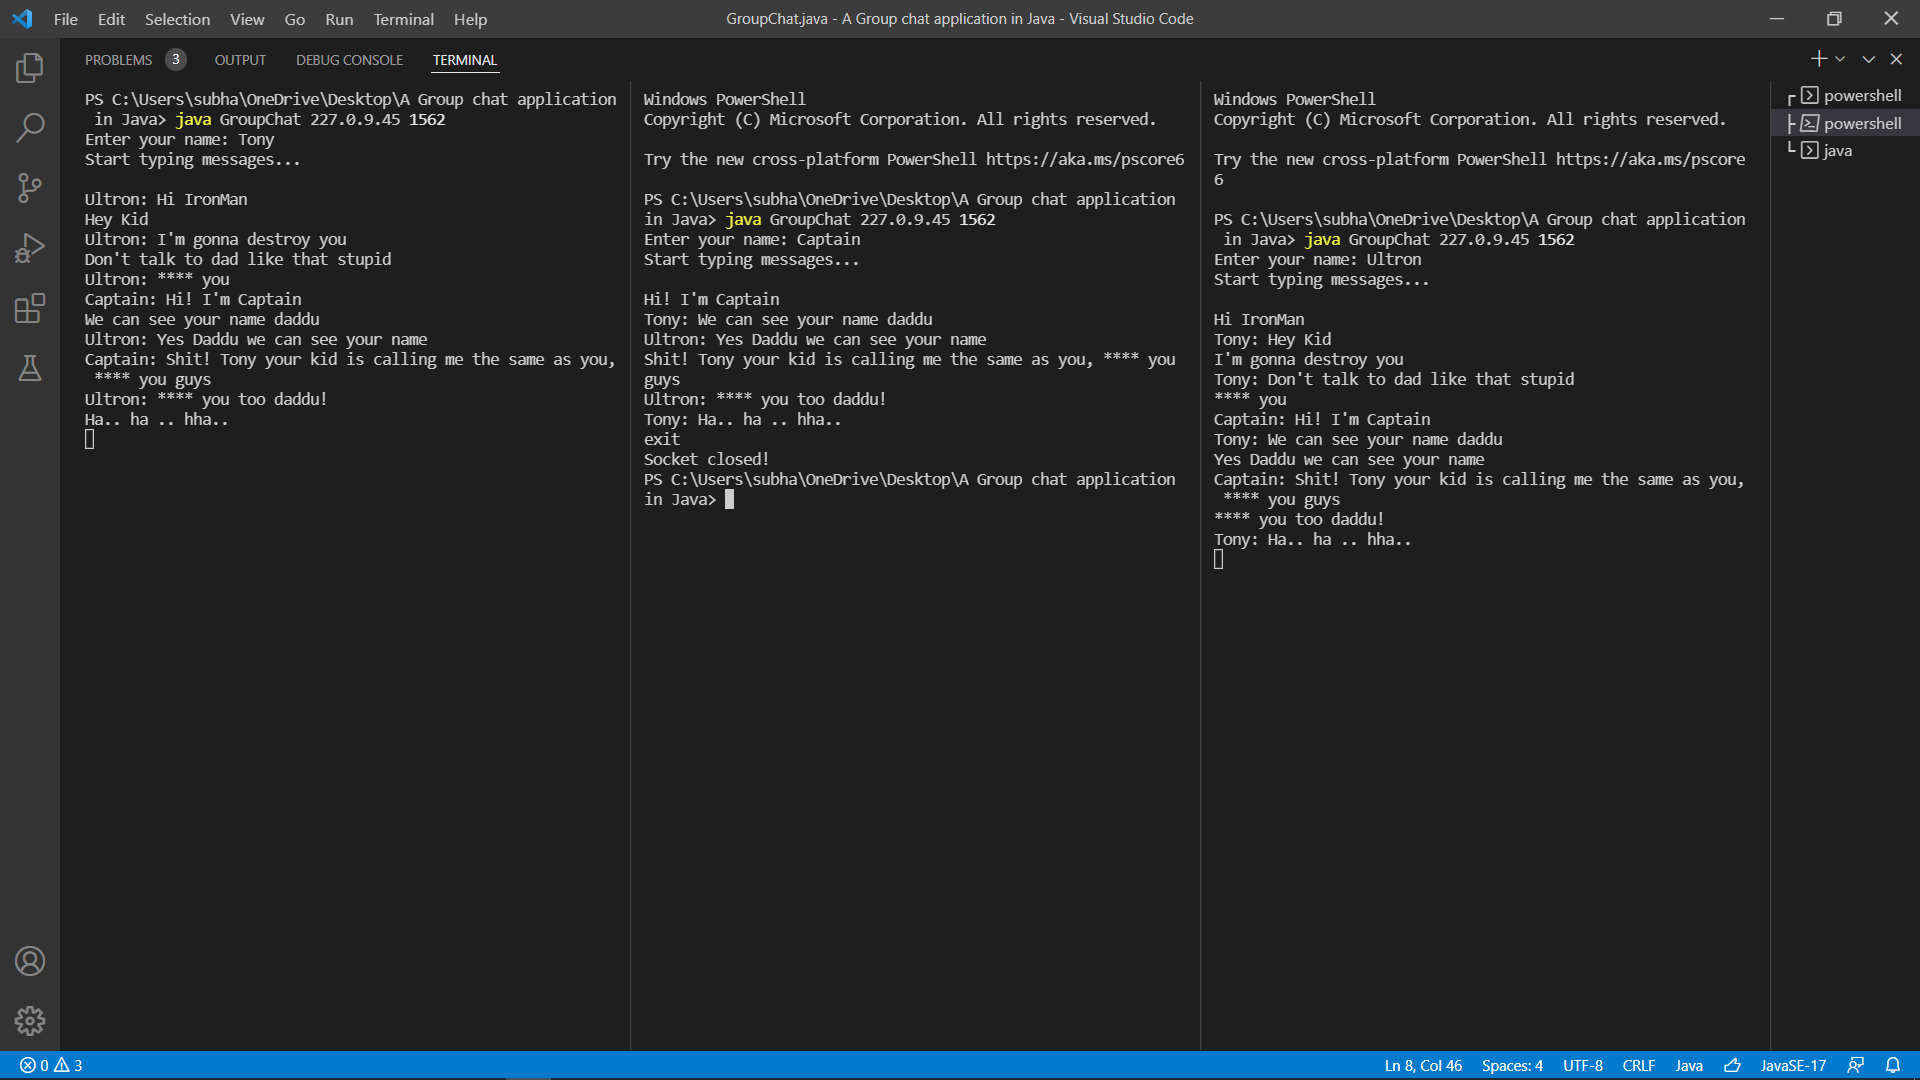 File Edit Selection View Go Run Terminal Help
GroupChat.java - A Group chat application in Java - Visual Studio Code
PROBLEMS 3 OUTPUT DEBUG CONSOLE TERMINAL
PS C:\Users\subha\OneDrive\Desktop\A Group chat application
in Java> java GroupChat 227.0.9.45 1562
Enter your name: Tony
Start typing messages...
Ultron: Hi IronMan
Hey Kid
Ultron: I'm gonna destroy you
Don't talk to dad like that stupid
Ultron: **** you
Captain: Hi! I'm Captain
We can see your name daddu
Ultron: Yes Daddu we can see your name
Captain: Shit! Tony your kid is calling me the same as you,
**** you guys
Ultron: **** you too daddu!
Ha.. ha .. hha..
Windows PowerShell
Copyright (C) Microsoft Corporation. All rights reserved.
Try the new cross-platform PowerShell https://aka.ms/pscore6
PS C:\Users\subha\OneDrive\Desktop\A Group chat application
in Java> java GroupChat 227.0.9.45 1562
Enter your name: Captain
Start typing messages...
Hi! I'm Captain
Tony: We can see your name daddu
Ultron: Yes Daddu we can see your name
Shit! Tony your kid is calling me the same as you, **** you
guys
Ultron: **** you too daddu!
Tony: Ha.. ha .. hha..
exit
Socket closed!
PS C:\Users\subha\OneDrive\Desktop\A Group chat application
in Java>
Windows PowerShell
Copyright (C) Microsoft Corporation. All rights reserved.
Try the new cross-platform PowerShell https://aka.ms/pscore
6
PS C:\Users\subha\OneDrive\Desktop\A Group chat application
in Java> java GroupChat 227.0.9.45 1562
Enter your name: Ultron
Start typing messages...
Hi IronMan
Tony: Hey Kid
I'm gonna destroy you
Tony: Don't talk to dad like that stupid
**** you
Captain: Hi! I'm Captain
Tony: We can see your name daddu
Yes Daddu we can see your name
Captain: Shit! Tony your kid is calling me the same as you,
**** you guys
**** you too daddu!
Tony: Ha.. ha .. hha..
powershell
powershell
java
0 3 Ln 8, Col 46 Spaces: 4 UTF-8 CRLF Java JavaSE-17